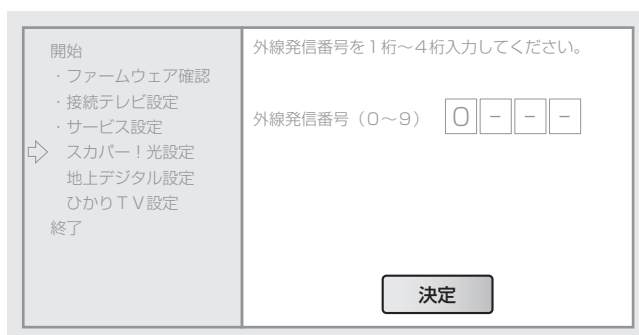 開始
・ファームウェア確認
・接続テレビ設定
・サービス設定
スカパー！光設定
地上デジタル設定
ひかりＴＶ設定
終了
外線発信番号を１桁～４桁入力してください。
外線発信番号（０～９） ０ － － －
決定